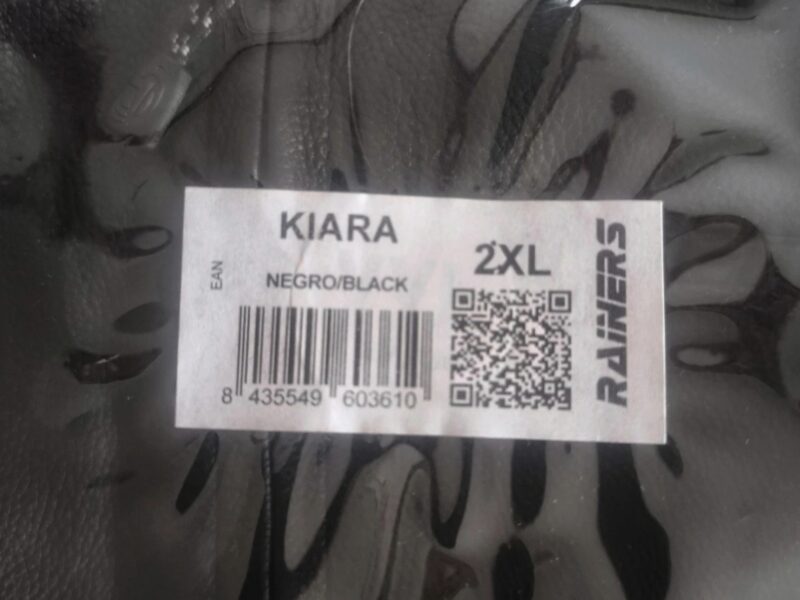 EAN
KIARA
NEGRO/BLACK
8 435549 603610
2XL
RAINERS